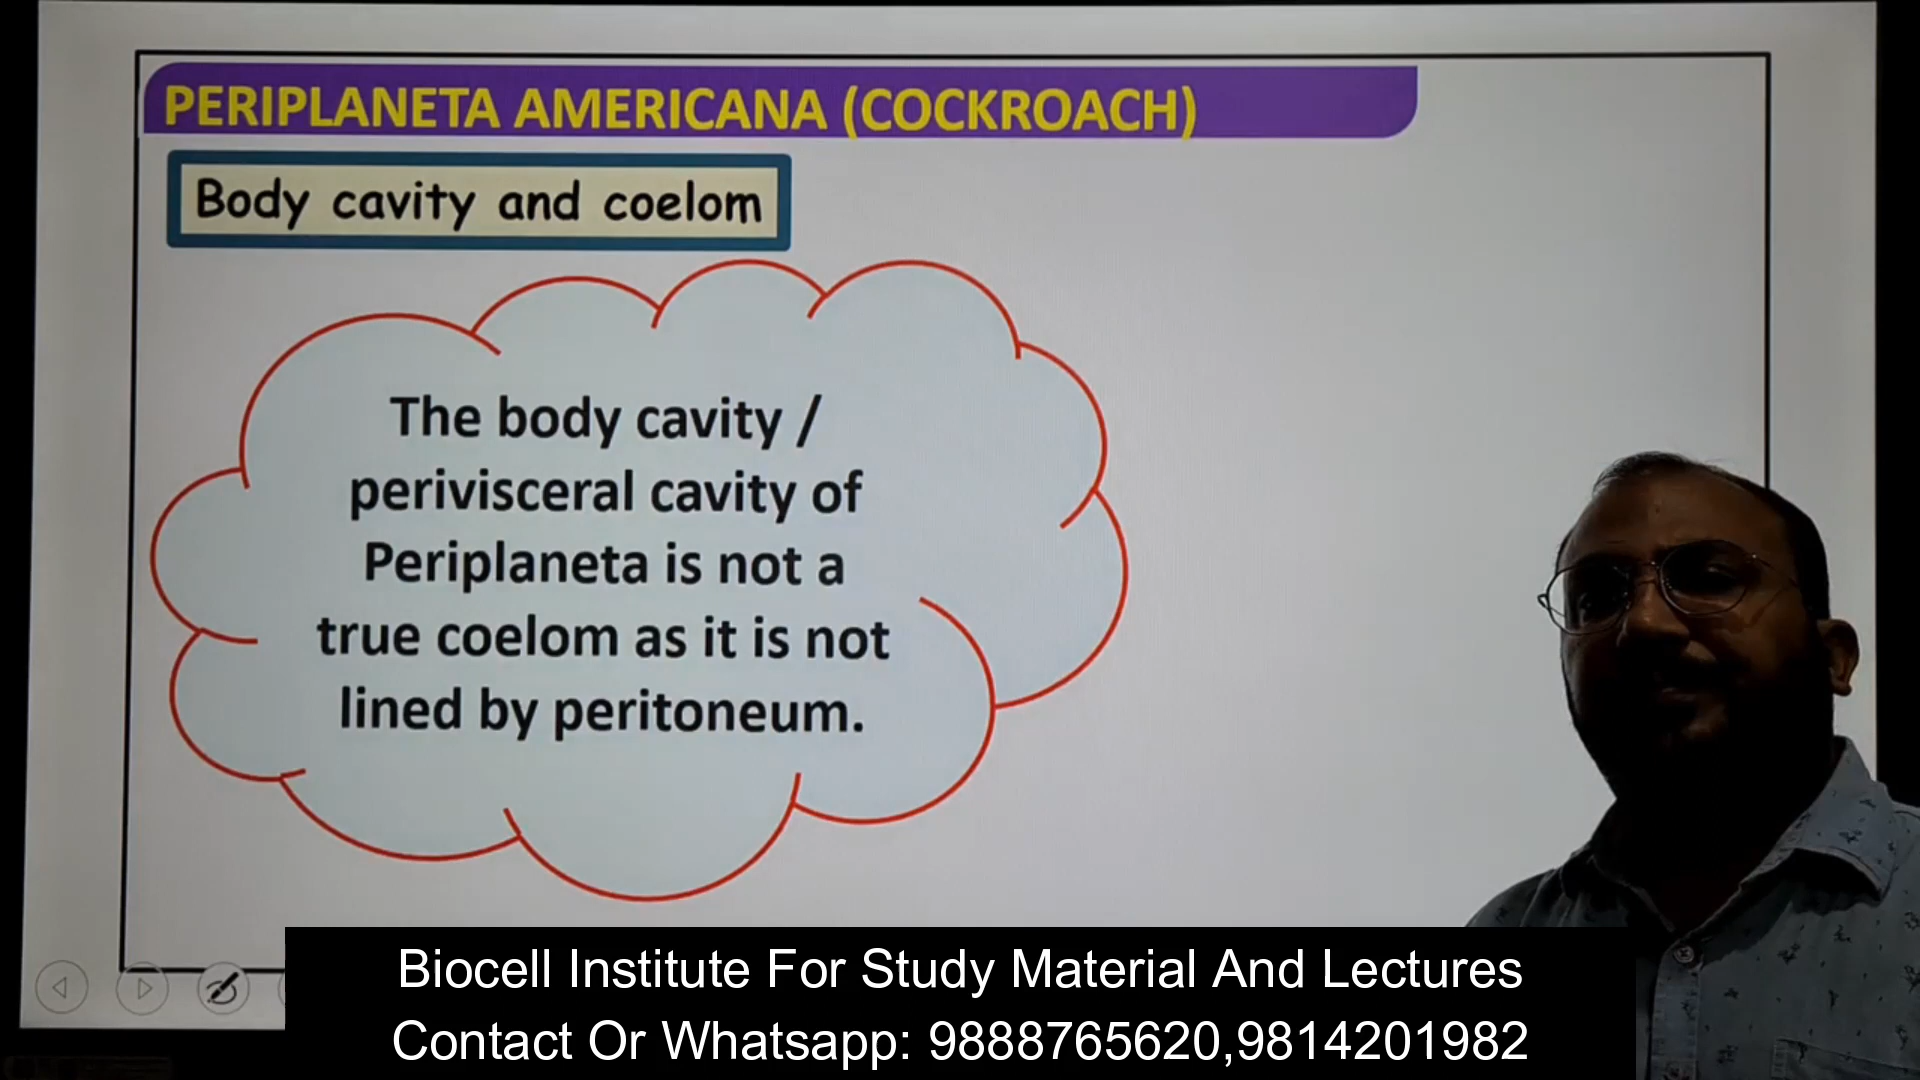 PERIPLANETA AMERICANA (COCKROACH)
Body cavity and coelom
The body cavity /
perivisceral cavity of
Periplaneta is not a
true coelom as it is not
lined by peritoneum.
Biocell Institute For Study Material And Lectures
Contact Or Whatsapp: 9888765620,9814201982